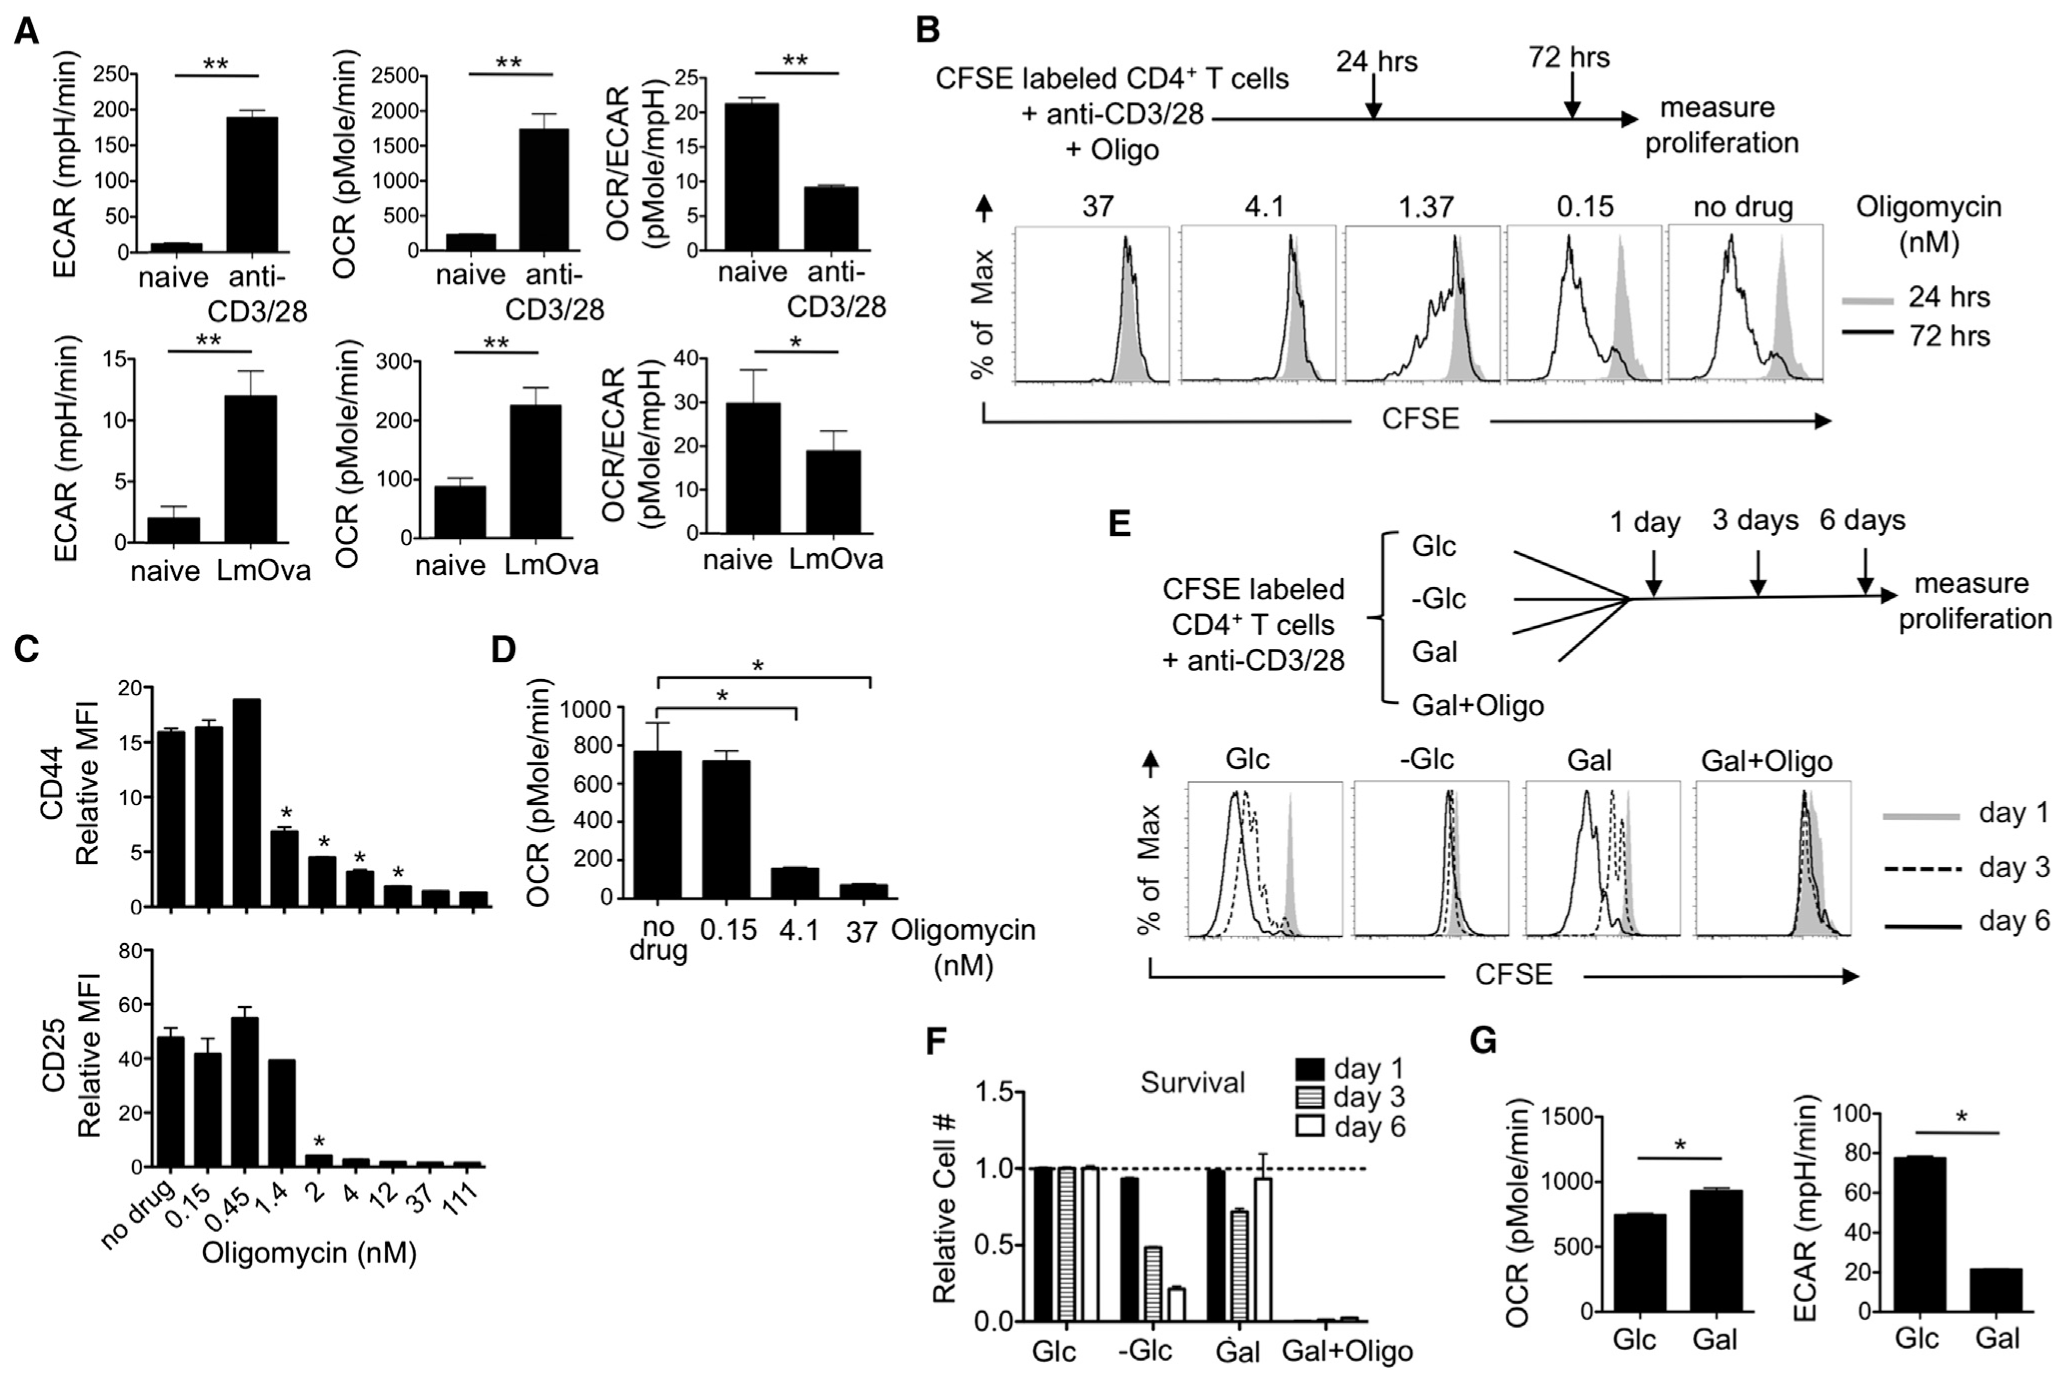 A
ECAR (mpH/min)
250
200
150
100
50
0
**
naive
anti-
CD3/28
OCR (pMole/min)
2500
2000
1500
1000
500
0
**
naive
anti-
CD3/28
OCR/ECAR
(pMole/mpH)
25
20
15
10
5
0
**
naive
anti-
CD3/28
ECAR (mpH/min)
15
10
5
0
**
naive
LmOva
OCR (pMole/min)
300
200
100
0
**
naive
LmOva
OCR/ECAR
(pMole/mpH)
40
30
20
10
0
*
naive
LmOva
B
CFSE labeled CD4+ T cells
+ anti-CD3/28
+ Oligo
24 hrs
72 hrs
measure
proliferation
37
4.1
1.37
0.15
no drug
Oligomycin
(nM)
24 hrs
72 hrs
% of Max
CFSE
C
CD44
Relative MFI
20
15
10
5
0
*
*
*
*
CD25
Relative MFI
80
60
40
20
0
*
no drug
0.15
0.45
1.4
2
4
12
37
111
Oligomycin (nM)
D
OCR (pMole/min)
1000
800
600
400
200
0
*
*
no
drug
0.15
4.1
37
Oligomycin
(nM)
E
CFSE labeled
CD4+ T cells
+ anti-CD3/28
Glc
-Glc
Gal
Gal+Oligo
1 day
3 days
6 days
measure
proliferation
Glc
-Glc
Gal
Gal+Oligo
% of Max
CFSE
day 1
day 3
day 6
F
Survival
day 1
day 3
day 6
Relative Cell #
1.5
1.0
0.5
0.0
Glc
-Glc
Gal
Gal+Oligo
G
OCR (pMole/min)
1500
1000
500
0
*
Glc
Gal
ECAR (mpH/min)
100
80
60
40
20
0
*
Glc
Gal